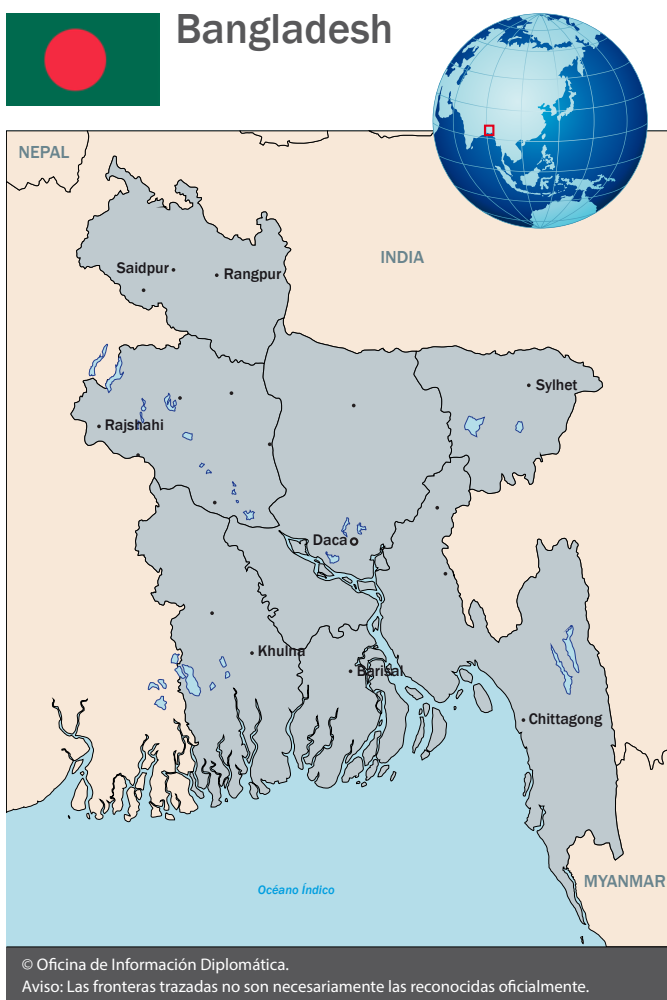 Bangladesh
NEPAL
INDIA
Saidpur
Rangpur
Sylhet
Rajshahi
Daca
Khulna
Barisal
Chittagong
MYANMAR
Océano Índico
© Oficina de Información Diplomática.
Aviso: Las fronteras trazadas no son necesariamente las reconocidas oficialmente.